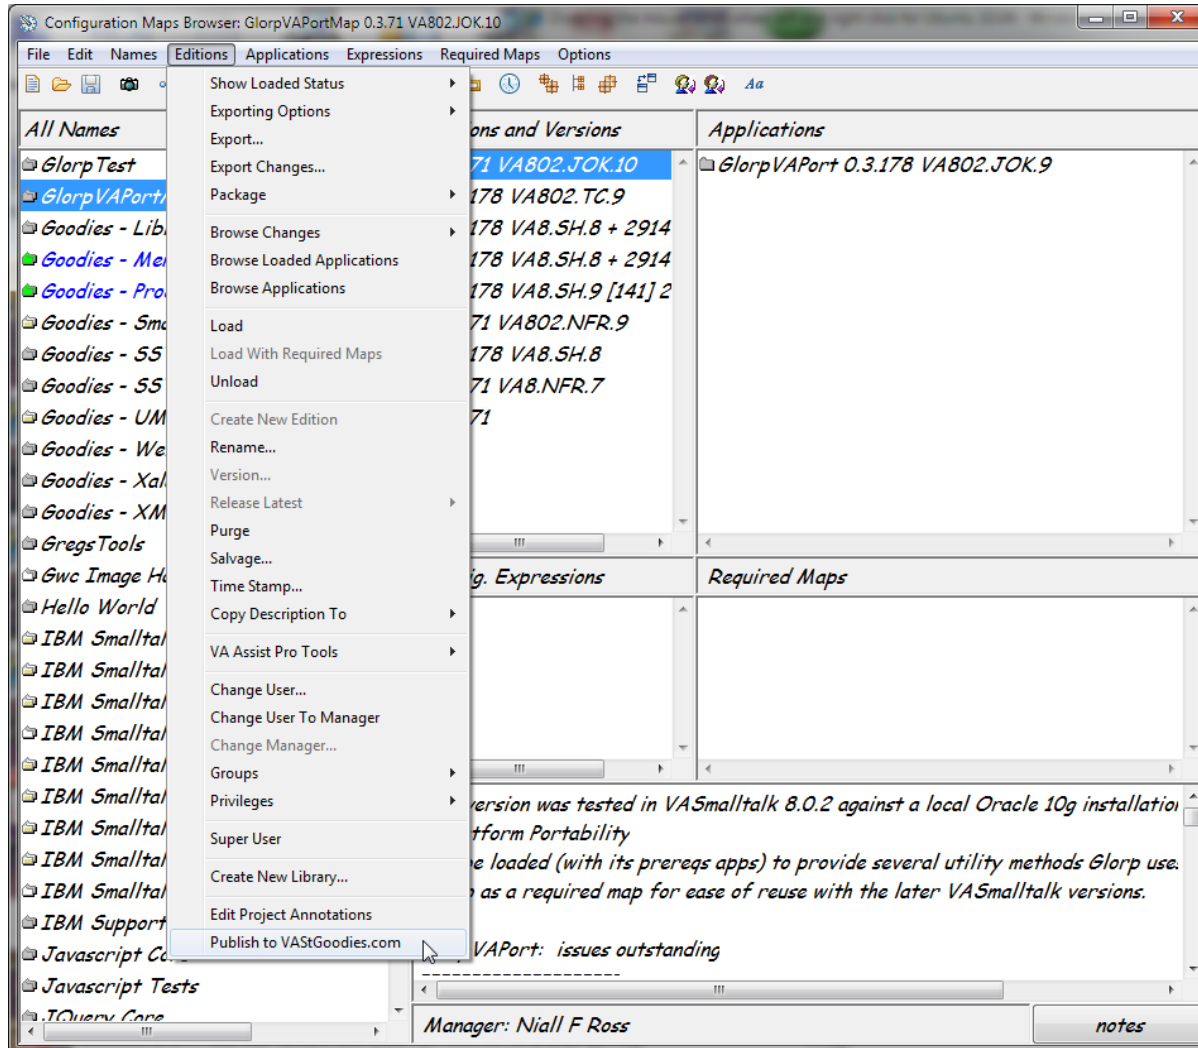 Configuration Maps Browser: GlorpVAPortMap 0.3.71 VA802.JOK.10
File Edit Names Editions Applications Expressions Required Maps Options
Aa
All Names
GlorpTest
GlorpVAPort
Goodies - Lib
Goodies - Me
Goodies - Pro
Goodies - Sma
Goodies - SS
Goodies - SS
Goodies - UM
Goodies - We
Goodies - Xal
Goodies - XM
GregsTools
Gwc Image H
Hello World
IBM Smalltal
IBM Smalltal
IBM Smalltal
IBM Smalltal
IBM Smalltal
IBM Smalltal
IBM Smalltal
IBM Smalltal
IBM Smalltal
IBM Support
Javascript Co
Javascript Tests
JQuery Core
Show Loaded Status
Exporting Options
Export...
Export Changes...
Package
Browse Changes
Browse Loaded Applications
Browse Applications
Load
Load With Required Maps
Unload
Create New Edition
Rename...
Version...
Release Latest
Purge
Salvage...
Time Stamp...
Copy Description To
VA Assist Pro Tools
Change User...
Change User To Manager
Change Manager...
Groups
Privileges
Super User
Create New Library...
Edit Project Annotations
Publish to VAStGoodies.com
ons and Versions
71 VA802.JOK.10
178 VA802.TC.9
178 VA8.SH.8 + 2914
178 VA8.SH.8 + 2914
178 VA8.SH.9 [141] 2
71 VA802.NFR.9
178 VA8.SH.8
71 VA8.NFR.7
71
Applications
GlorpVAPort 0.3.178 VA802.JOK.9
ig. Expressions
Required Maps
version was tested in VASmalltalk 8.0.2 against a local Oracle 10g installation
tform Portability
be loaded (with its prereqs apps) to provide several utility methods Glorp uses
as a required map for ease of reuse with the later VASmalltalk versions.
VAPort: issues outstanding
--------------------
Manager: Niall F Ross
notes